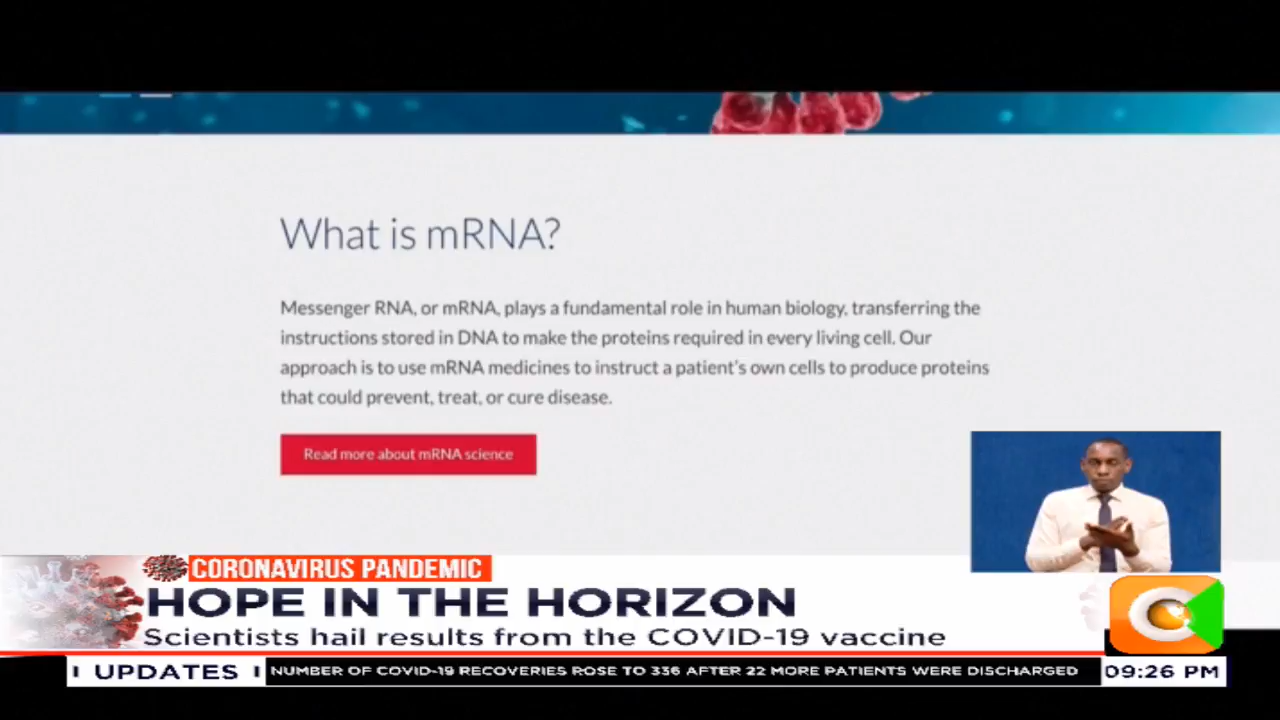 What is mRNA?
Messenger RNA, or mRNA, plays a fundamental role in human biology, transferring the
instructions stored in DNA to make the proteins required in every living cell. Our
approach is to use mRNA medicines to instruct a patient's own cells to produce proteins
that could prevent, treat, or cure disease.
Read more about mRNA science
CORONAVIRUS PANDEMIC
HOPE IN THE HORIZON
Scientists hail results from the COVID-19 vaccine
UPDATES
NUMBER OF COVID-19 RECOVERIES ROSE TO 336 AFTER 22 MORE PATIENTS WERE DISCHARGED
09:26 PM